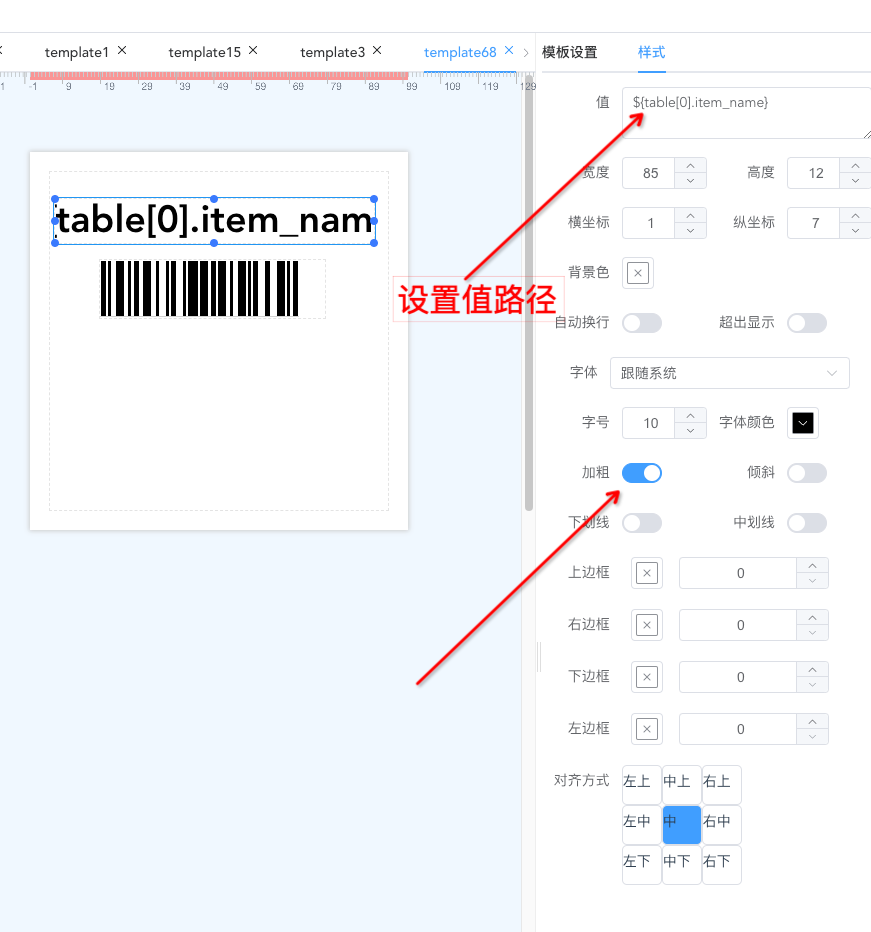 template1 template15 template3 template68 模板设置 样式
1 -1 9 19 29 39 49 59 69 79 89 99 109 119 129
值 ${table[0].item_name}
宽度 85 高度 12
横坐标 1 纵坐标 7
table[0].item_nam
背景色
设置值路径
自动换行 超出显示
字体 跟随系统
字号 10 字体颜色
加粗 倾斜
下划线 中划线
上边框 0
右边框 0
下边框 0
左边框 0
对齐方式 左上 中上 右上
左中 中 右中
左下 中下 右下